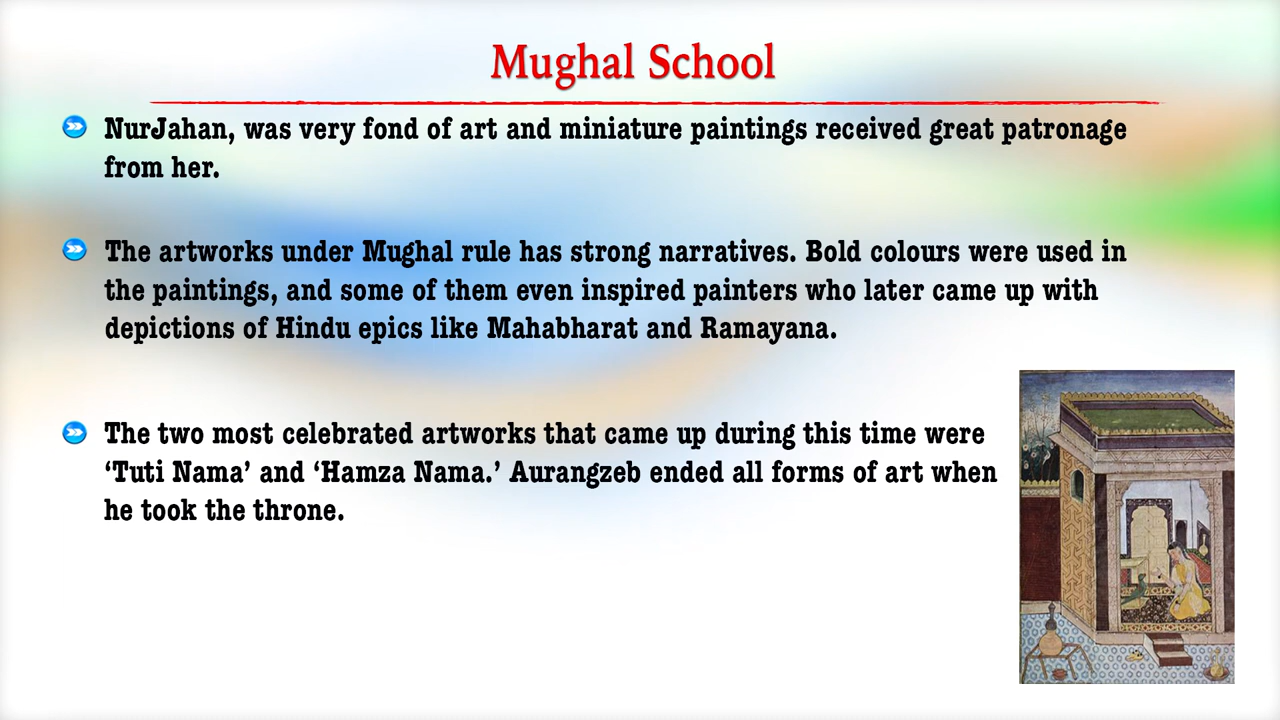 Mughal School
NurJahan, was very fond of art and miniature paintings received great patronage
from her.
The artworks under Mughal rule has strong narratives. Bold colours were used in
the paintings, and some of them even inspired painters who later came up with
depictions of Hindu epics like Mahabharat and Ramayana.
The two most celebrated artworks that came up during this time were
‘Tuti Nama’ and ‘Hamza Nama.’ Aurangzeb ended all forms of art when
he took the throne.